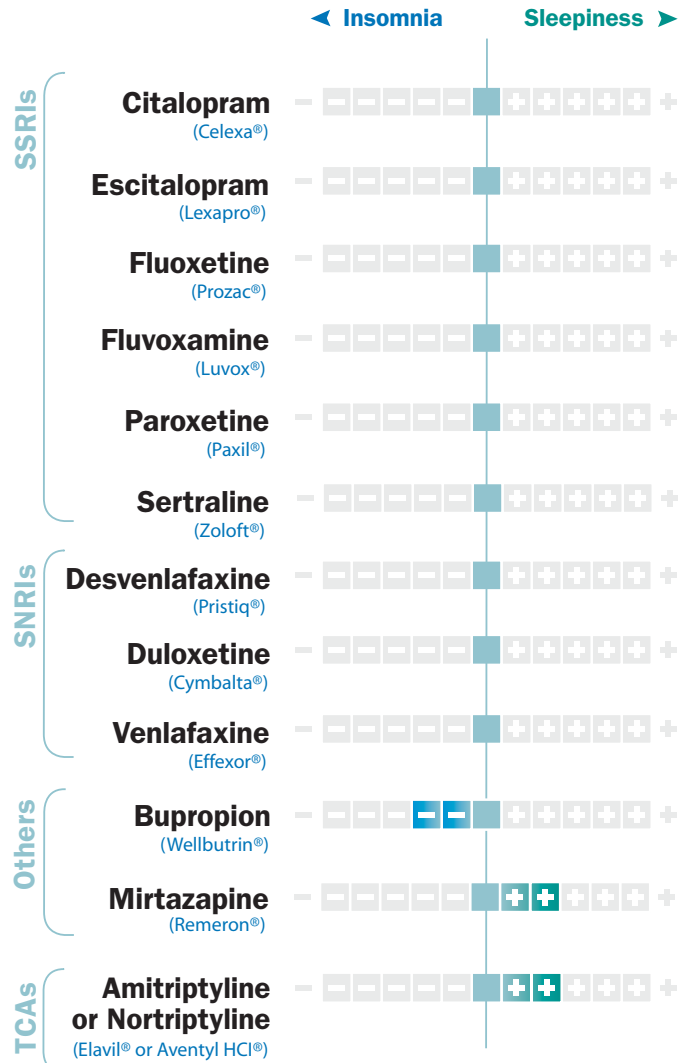 Insomnia Sleepiness
SSRIs
Citalopram
(Celexa®)
Escitalopram
(Lexapro®)
Fluoxetine
(Prozac®)
Fluvoxamine
(Luvox®)
Paroxetine
(Paxil®)
Sertraline
(Zoloft®)
SNRIs
Desvenlafaxine
(Pristiq®)
Duloxetine
(Cymbalta®)
Venlafaxine
(Effexor®)
Others
Bupropion
(Wellbutrin®)
Mirtazapine
(Remeron®)
TCAs
Amitriptyline
or Nortriptyline
(Elavil® or Aventyl HCl®)